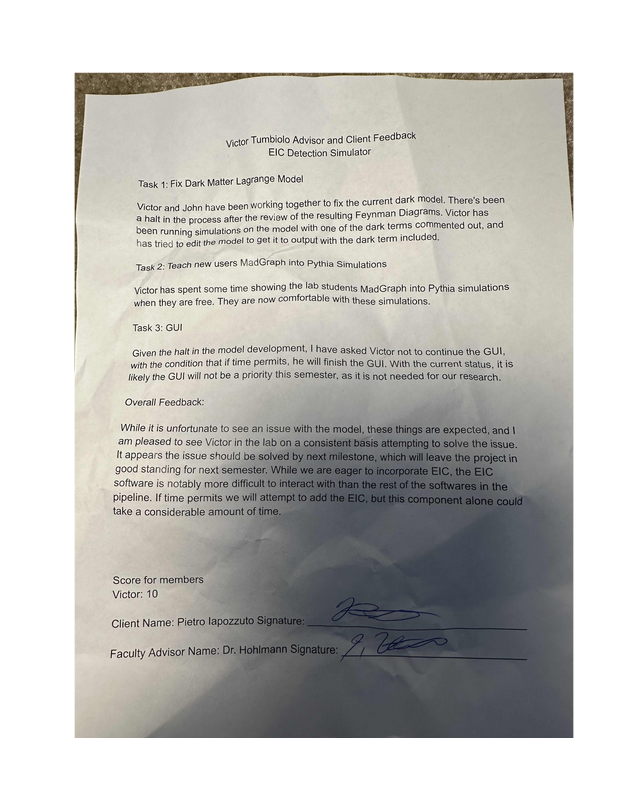 Victor Tumbiolo Advisor and Client Feedback
EIC Detection Simulator
Task 1: Fix Dark Matter Lagrange Model
Victor and John have been working together to fix the current dark model. There's been
a halt in the process after the review of the resulting Feynman Diagrams. Victor has
been running simulations on the model with one of the dark terms commented out, and
has tried to edit the model to get it to output with the dark term included.
Task 2: Teach new users MadGraph into Pythia Simulations
Victor has spent some time showing the lab students MadGraph into Pythia simulations
when they are free. They are now comfortable with these simulations.
Task 3: GUI
Given the halt in the model development, I have asked Victor not to continue the GUI,
with the condition that if time permits, he will finish the GUI. With the current status, it is
likely the GUI will not be a priority this semester, as it is not needed for our research.
Overall Feedback:
While it is unfortunate to see an issue with the model, these things are expected, and I
am pleased to see Victor in the lab on a consistent basis attempting to solve the issue.
It appears the issue should be solved by next milestone, which will leave the project in
good standing for next semester. While we are eager to incorporate EIC, the EIC
software is notably more difficult to interact with than the rest of the softwares in the
pipeline. If time permits we will attempt to add the EIC, but this component alone could
take a considerable amount of time.
Score for members
Victor: 10
Client Name: Pietro Iapozzuto Signature:
Faculty Advisor Name: Dr. Hohlmann Signature: